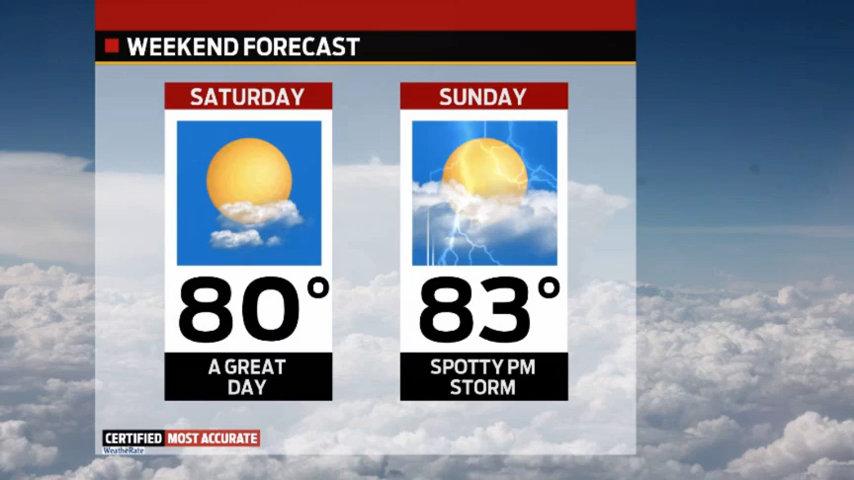 WEEKEND FORECAST
SATURDAY
80°
A GREAT
DAY
SUNDAY
83°
SPOTTY PM
STORM
CERTIFIED MOST ACCURATE
WeatheRate